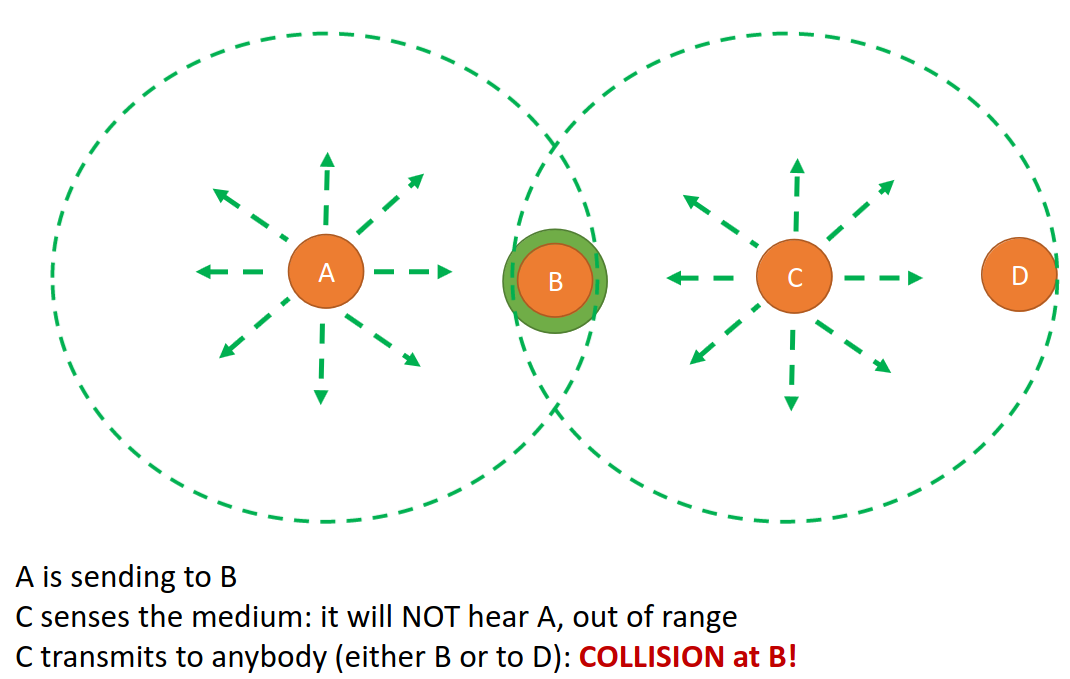 A
B
C
D
A is sending to B
C senses the medium: it will NOT hear A, out of range
C transmits to anybody (either B or to D): COLLISION at B!